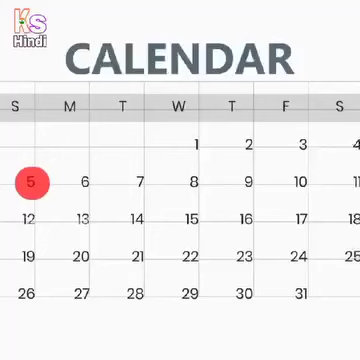 Ks
Hindi
CALENDAR
S M T W T F S
1 2 3 4
5 6 7 8 9 10 11
12 13 14 15 16 17 18
19 20 21 22 23 24 25
26 27 28 29 30 31